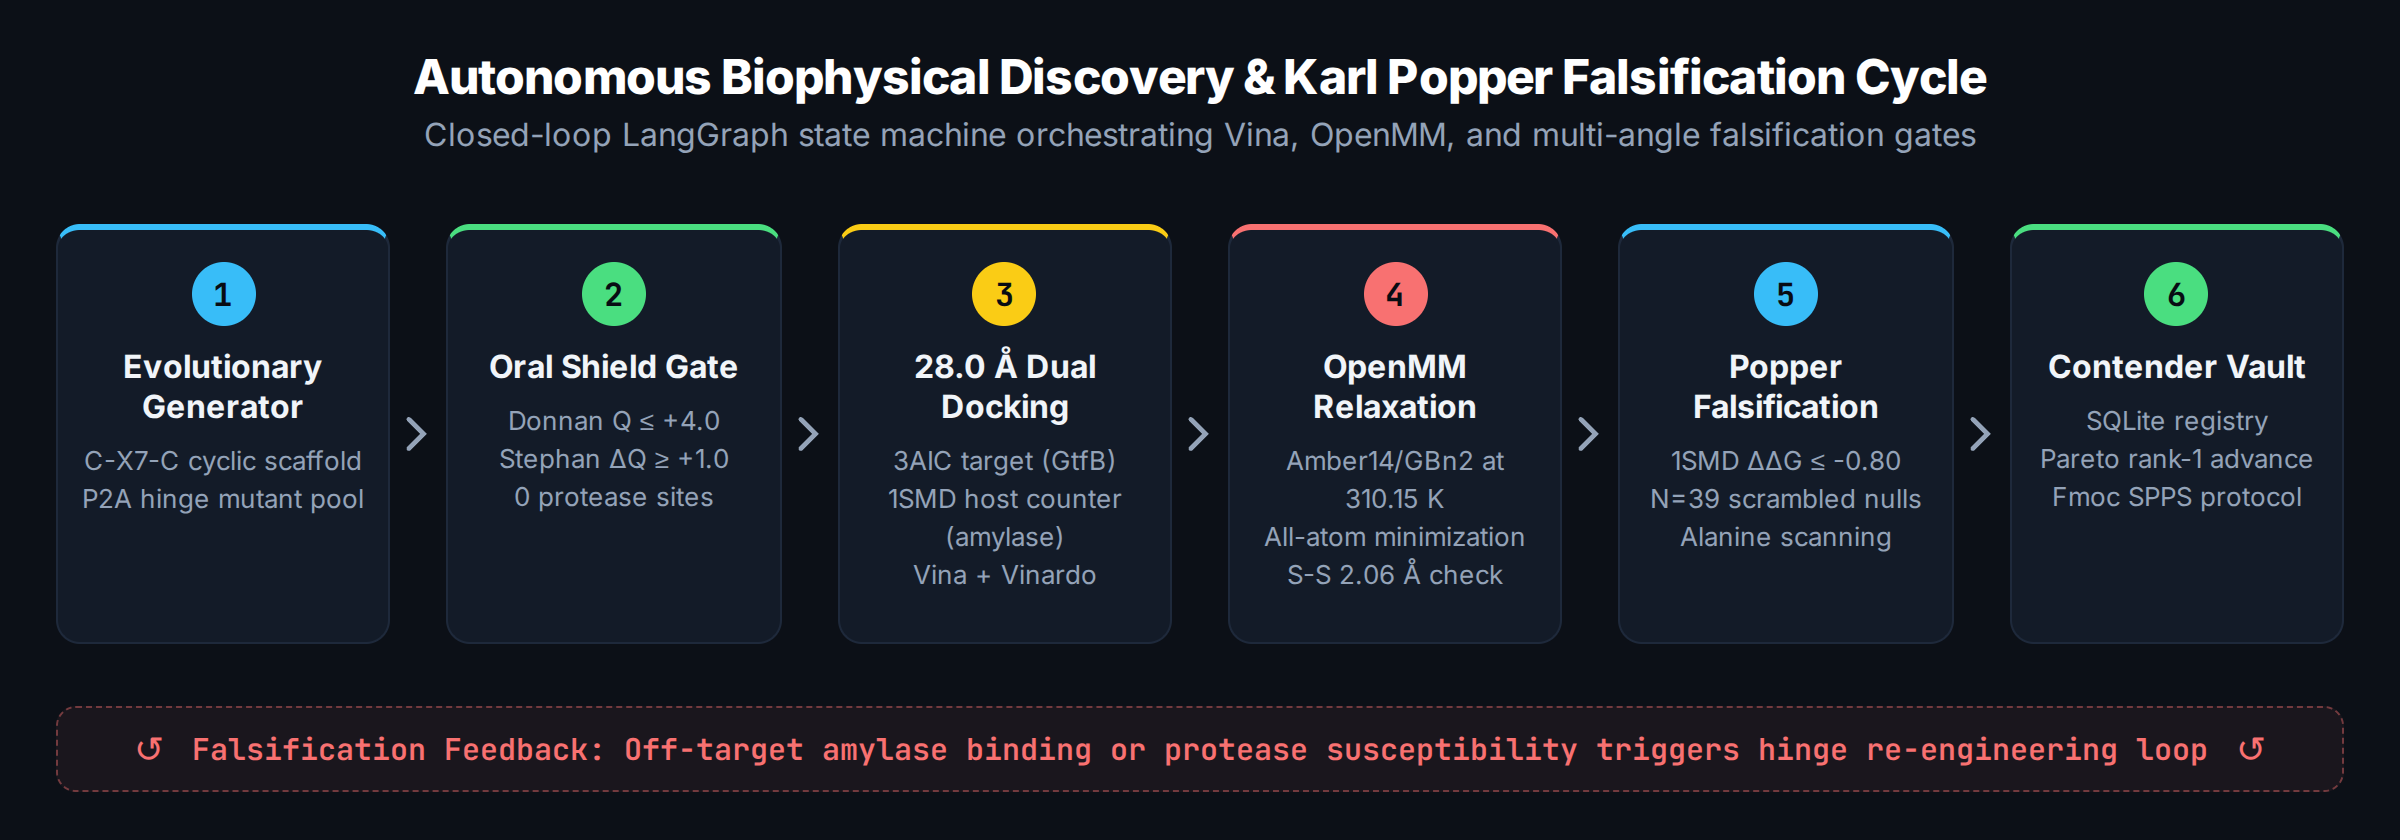 Autonomous Biophysical Discovery & Karl Popper Falsification Cycle
Closed-loop LangGraph state machine orchestrating Vina, OpenMM, and multi-angle falsification gates
1
Evolutionary
Generator
C-X7-C cyclic scaffold
P2A hinge mutant pool
2
Oral Shield Gate
Donnan Q ≤ +4.0
Stephan ΔQ ≥ +1.0
0 protease sites
3
28.0 Å Dual
Docking
3AIC target (GtfB)
1SMD host counter
(amylase)
Vina + Vinardo
4
OpenMM
Relaxation
Amber14/GBn2 at
310.15 K
All-atom minimization
S-S 2.06 Å check
5
Popper
Falsification
1SMD ΔΔG ≤ -0.80
N=39 scrambled nulls
Alanine scanning
6
Contender Vault
SQLite registry
Pareto rank-1 advance
Fmoc SPPS protocol
↺ Falsification Feedback: Off-target amylase binding or protease susceptibility triggers hinge re-engineering loop ↺